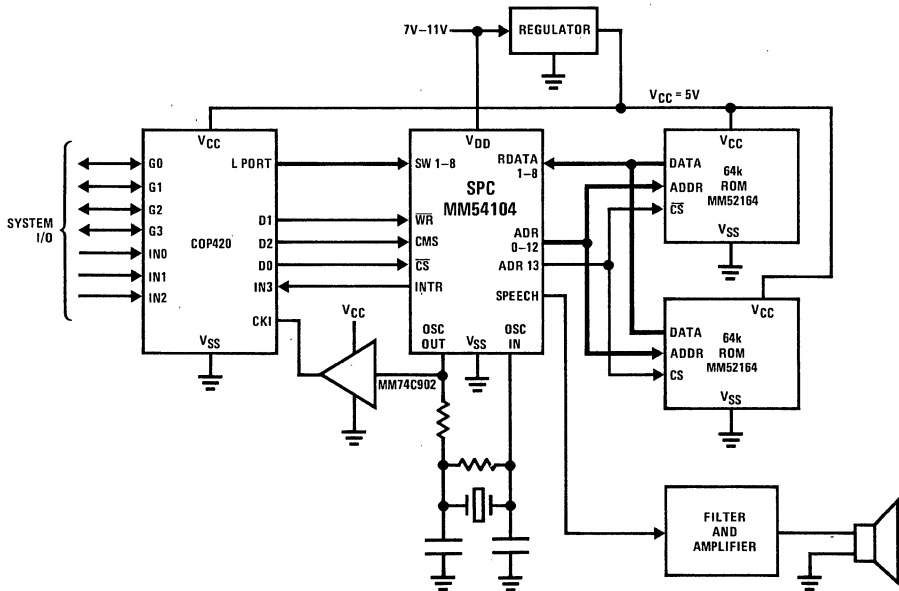 7V–11V
REGULATOR
VCC = 5V
VCC
L PORT
G0
G1
G2
G3
IN0
IN1
IN2
SYSTEM
I/O
COP420
D1
D2
D0
IN3
CKI
VSS
VDD
SW 1–8
SPC
MM54104
RDATA
1–8
WR
CMS
CS
INTR
ADR
0–12
ADR 13
SPEECH
OSC
OUT
VSS
OSC
IN
VCC
MM74C902
VCC
DATA
ADDR
CS
64k
ROM
MM52164
VSS
VCC
DATA
ADDR
CS
64k
ROM
MM52164
VSS
FILTER
AND
AMPLIFIER